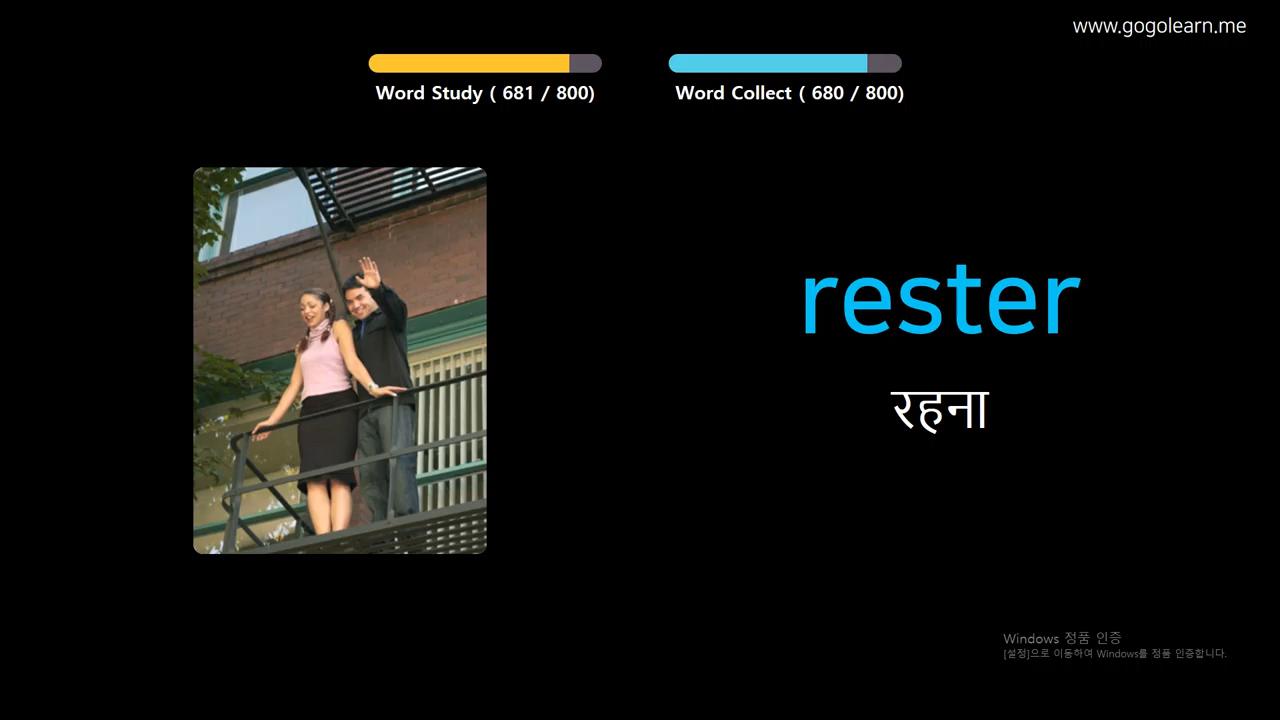 www.gogolearn.me
Word Study ( 681 / 800)
Word Collect ( 680 / 800)
rester
रहना
Windows 정품 인증
[설정]으로 이동하여 Windows를 정품 인증합니다.